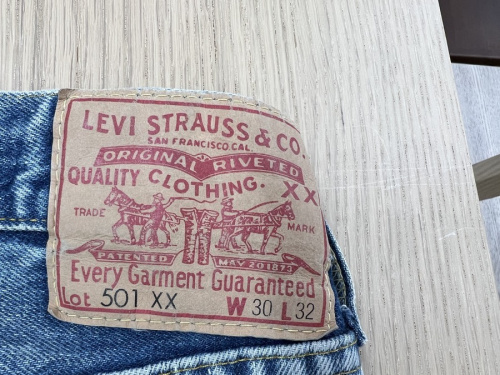 LEVI STRAUSS & CO.
SAN FRANCISCO, CAL.
ORIGINAL RIVETED
QUALITY CLOTHING. XX
TRADE MARK
PATENTED MAY 20 1873
Every Garment Guaranteed
Lot 501 XX W 30 L 32